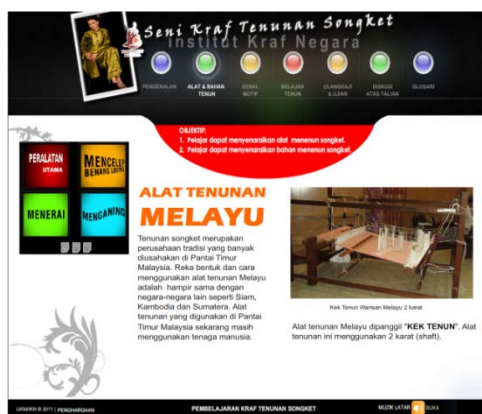 Seni Kraf Tenunan Songket
Institut Kraf Negara
PENGENALAN
ALAT & BAHAN
TENUN
KENAL
MOTIF
BELAJAR
TENUN
ULANGKAJI
& UJIAN
DISKUSI
ATAS TALIAN
GLOSARI
OBJEKTIF:
1. Pelajar dapat menyenaraikan alat menenun songket.
2. Pelajar dapat menyenaraikan bahan menenun songket.
PERALATAN
UTAMA
MENCELUP
BENANG
MENERAI
MENGANING
ALAT TENUNAN
MELAYU
Tenunan songket merupakan
perusahaan tradisi yang banyak
diusahakan di Pantai Timur
Malaysia. Reka bentuk dan cara
menggunakan alat tenunan Melayu
adalah hampir sama dengan
negara-negara lain seperti Siam,
Kambodia dan Sumatera. Alat
tenunan yang digunakan di Pantai
Timur Malaysia sekarang masih
menggunakan tenaga manusia.
Kek Tenun Warisan Melayu 2 karat
Alat tenunan Melayu dipanggil "KEK TENUN". Alat
tenunan ini menggunakan 2 karat (shaft).
© 2011 | PENGHARGAAN
PEMBELAJARAN KRAF TENUNAN SONGKET
MUZIK LATAR
BUKA